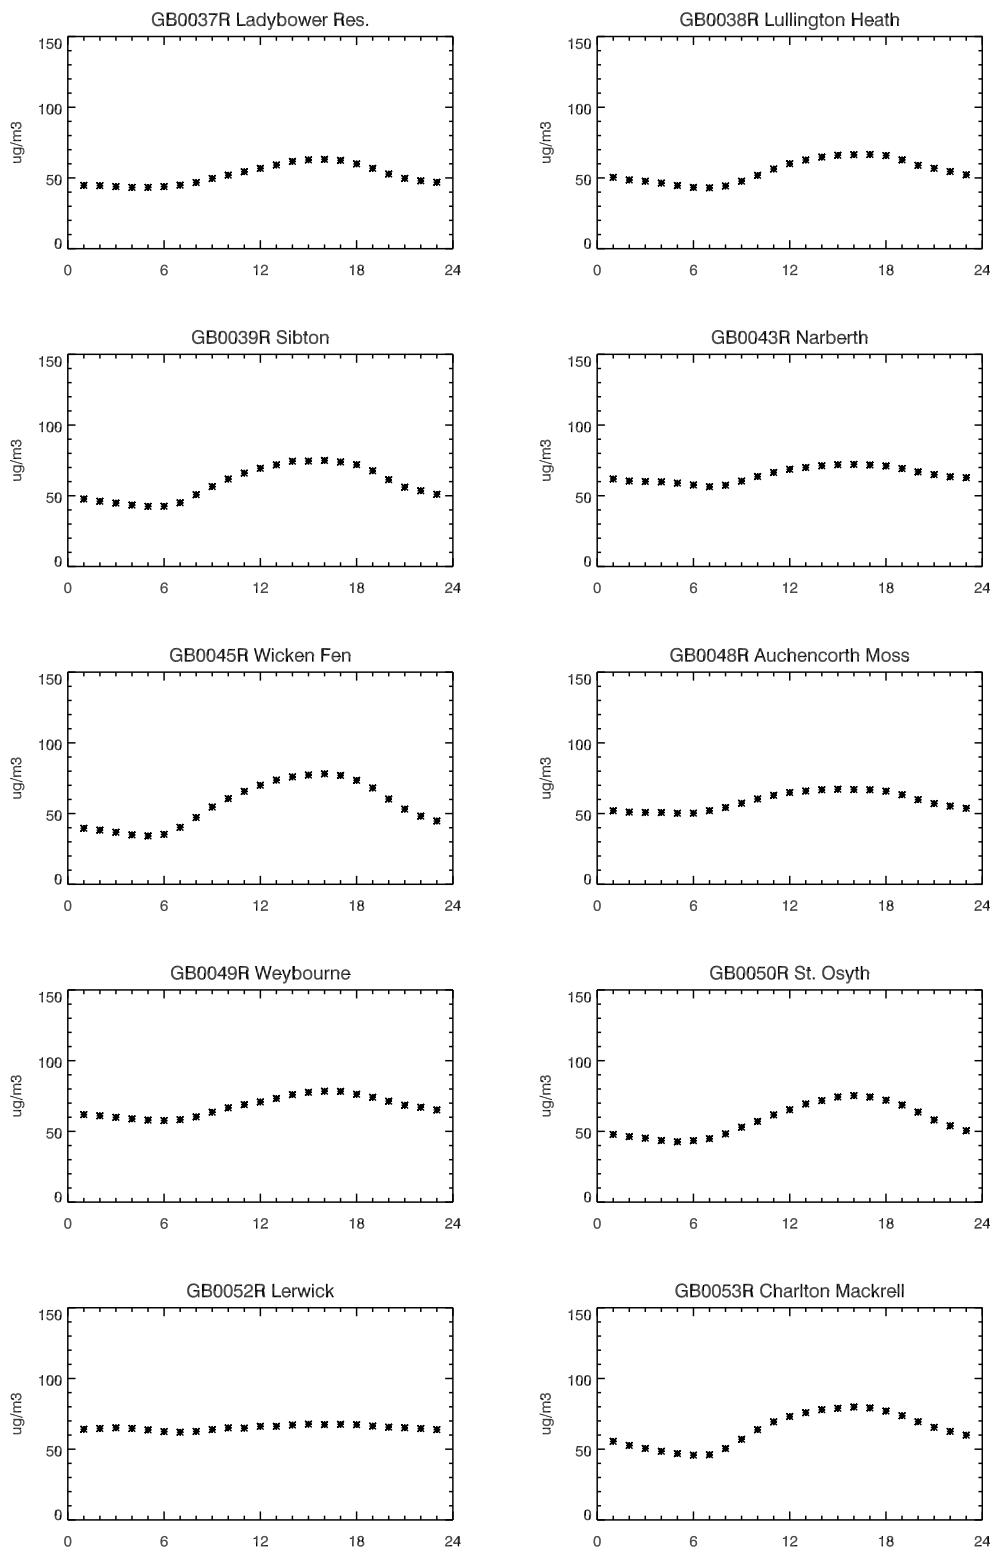 GB0037R Ladybower Res.
150
100
50
0
ug/m3
0 6 12 18 24
GB0038R Lullington Heath
150
100
50
0
ug/m3
0 6 12 18 24
GB0039R Sibton
150
100
50
0
ug/m3
0 6 12 18 24
GB0043R Narberth
150
100
50
0
ug/m3
0 6 12 18 24
GB0045R Wicken Fen
150
100
50
0
ug/m3
0 6 12 18 24
GB0048R Auchencorth Moss
150
100
50
0
ug/m3
0 6 12 18 24
GB0049R Weybourne
150
100
50
0
ug/m3
0 6 12 18 24
GB0050R St. Osyth
150
100
50
0
ug/m3
0 6 12 18 24
GB0052R Lerwick
150
100
50
0
ug/m3
0 6 12 18 24
GB0053R Charlton Mackrell
150
100
50
0
ug/m3
0 6 12 18 24